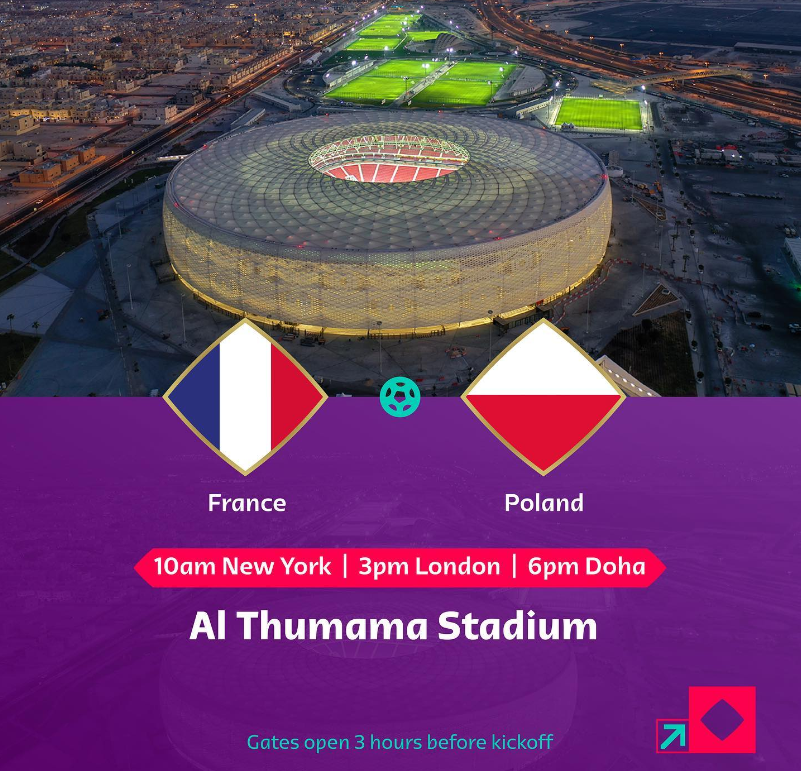 France
Poland
10am New York | 3pm London | 6pm Doha
Al Thumama Stadium
Gates open 3 hours before kickoff